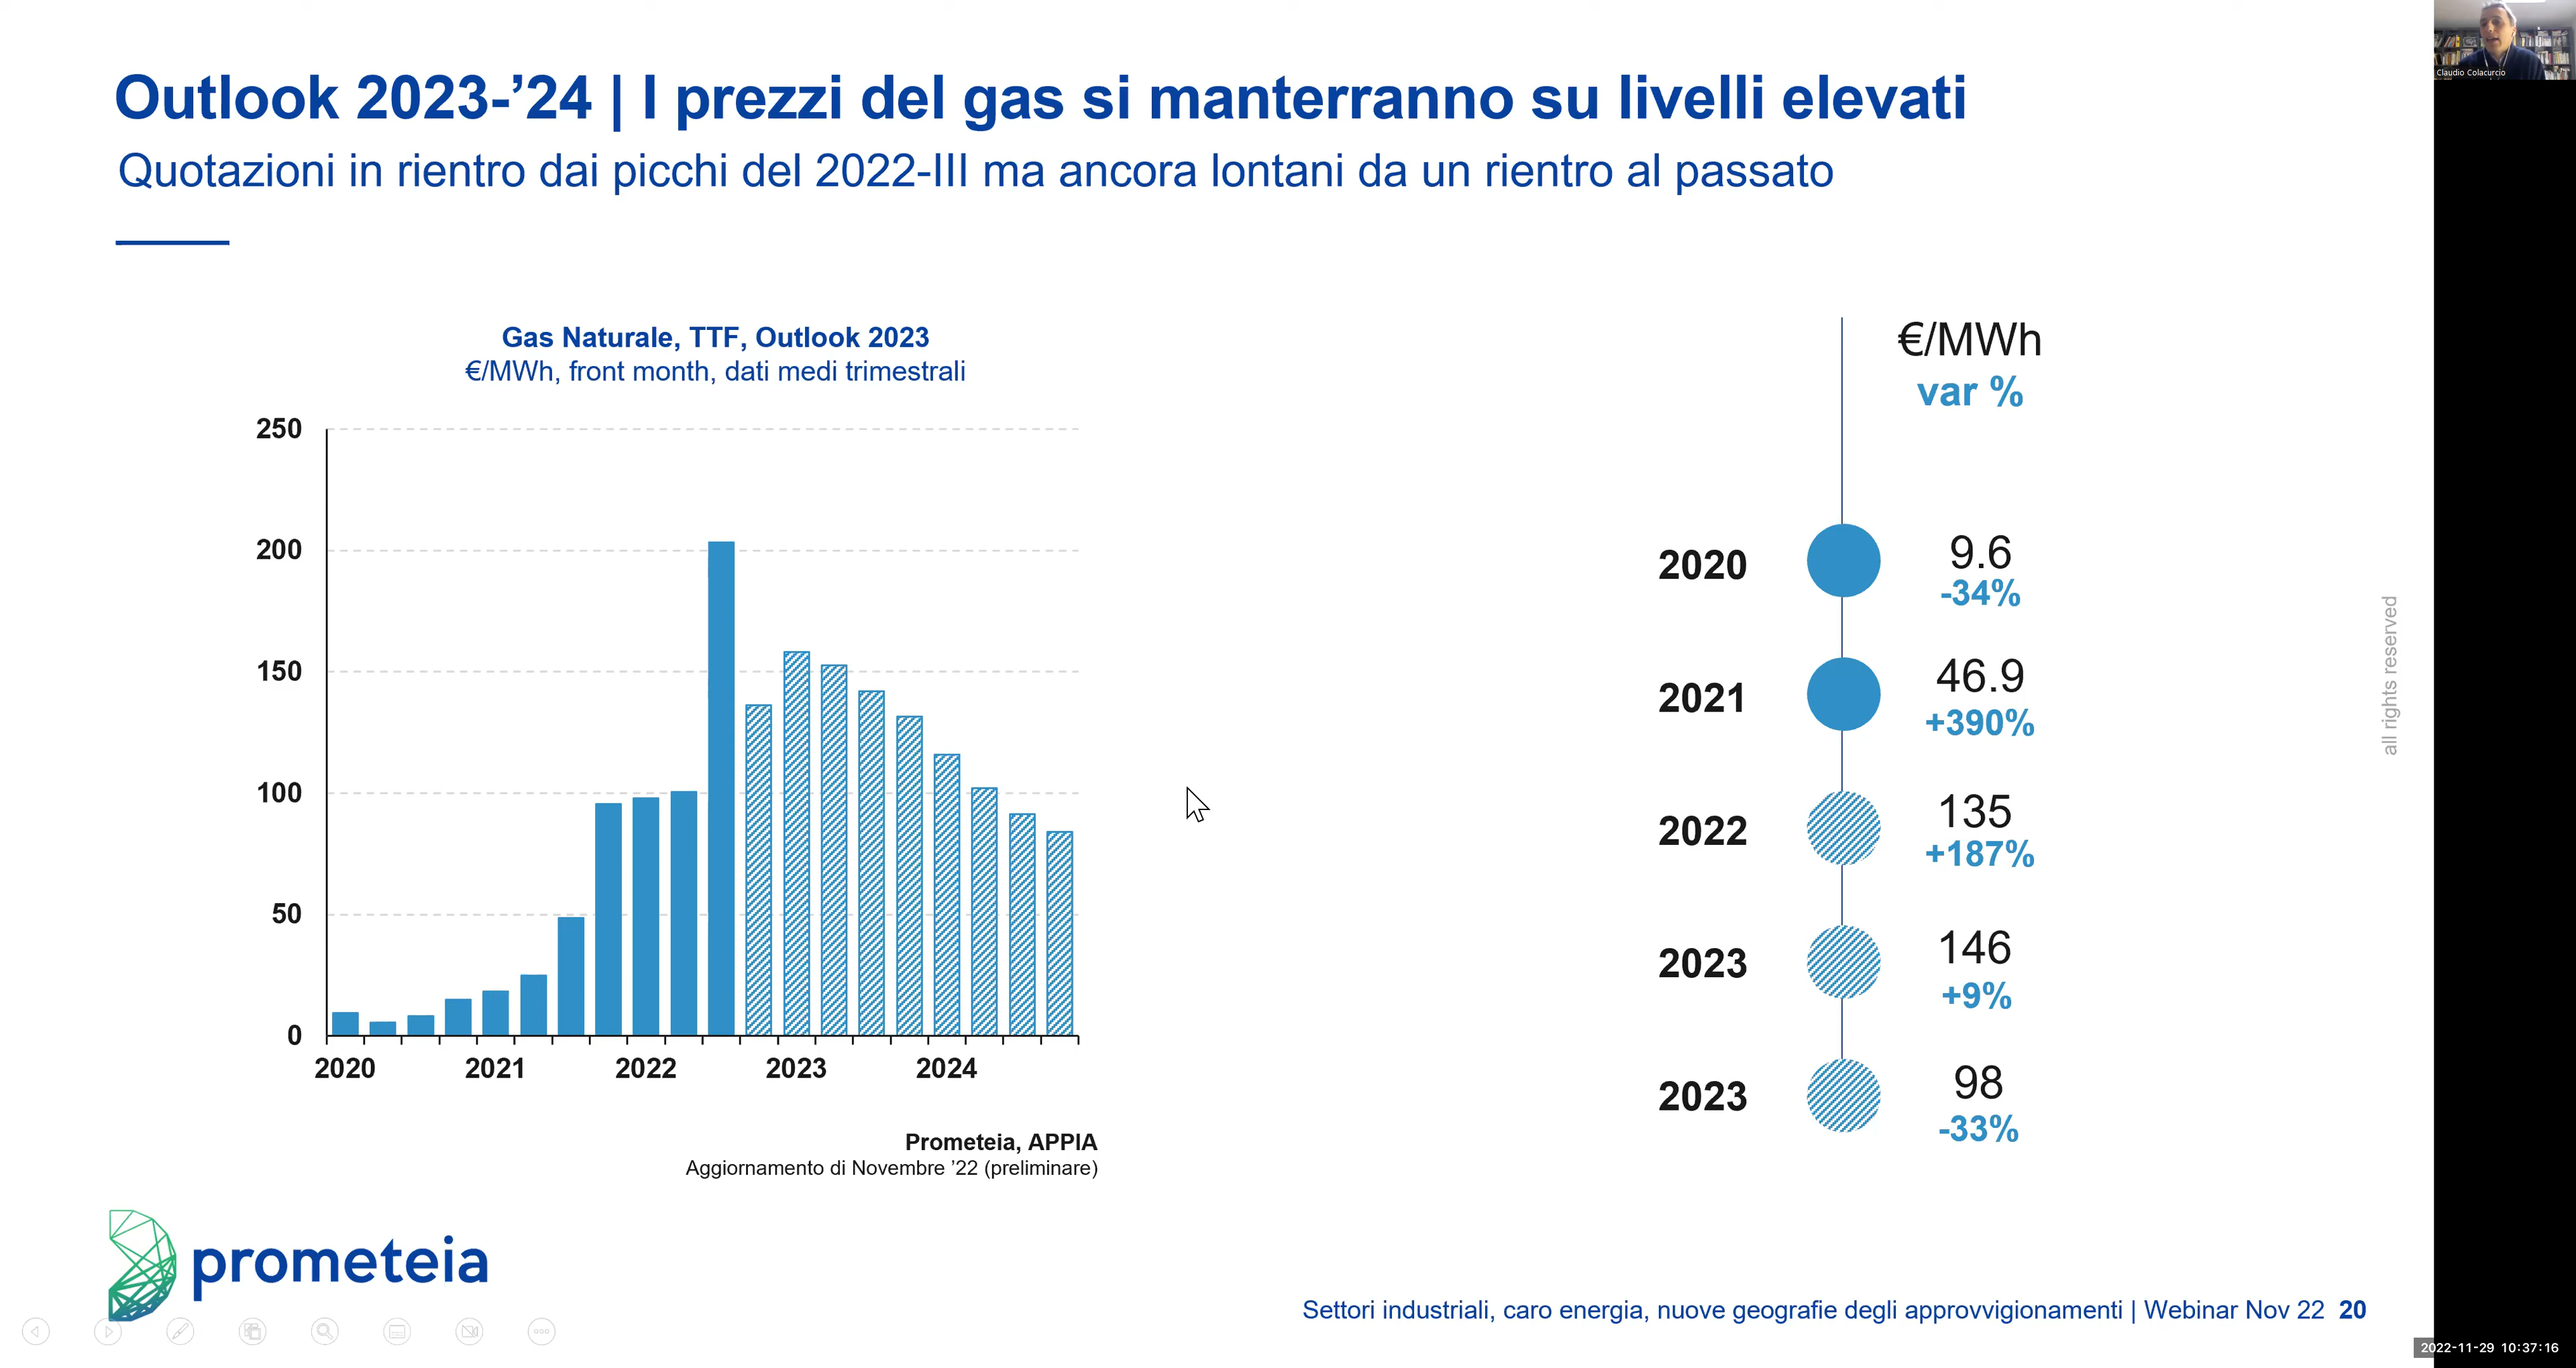 Claudio Colacurcio
Outlook 2023-’24 | I prezzi del gas si manterranno su livelli elevati
Quotazioni in rientro dai picchi del 2022-III ma ancora lontani da un rientro al passato
Gas Naturale, TTF, Outlook 2023
€/MWh, front month, dati medi trimestrali
250
200
150
100
50
0
2020 2021 2022 2023 2024
Prometeia, APPIA
Aggiornamento di Novembre ’22 (preliminare)
€/MWh
var %
2020 9.6
-34%
2021 46.9
+390%
2022 135
+187%
2023 146
+9%
2023 98
-33%
all rights reserved
prometeia
Settori industriali, caro energia, nuove geografie degli approvvigionamenti | Webinar Nov 22 20
2022-11-29 10:37:16